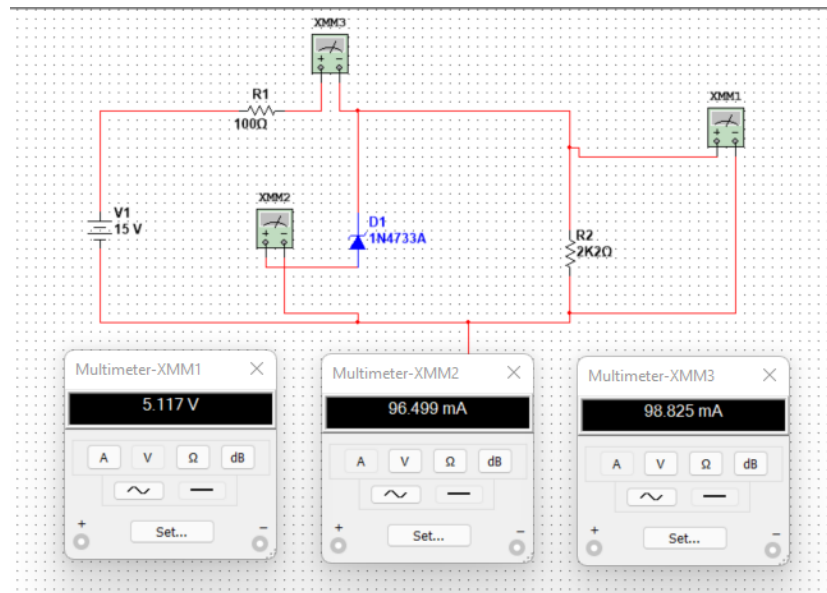 XMM3
R1
100Ω
XMM1
XMM2
V1
15 V
D1
1N4733A
R2
2K2Ω
Multimeter-XMM1
5.117 V
A V Ω dB
Set...
+ −
Multimeter-XMM2
96.499 mA
A V Ω dB
Set...
+ −
Multimeter-XMM3
98.825 mA
A V Ω dB
Set...
+ −